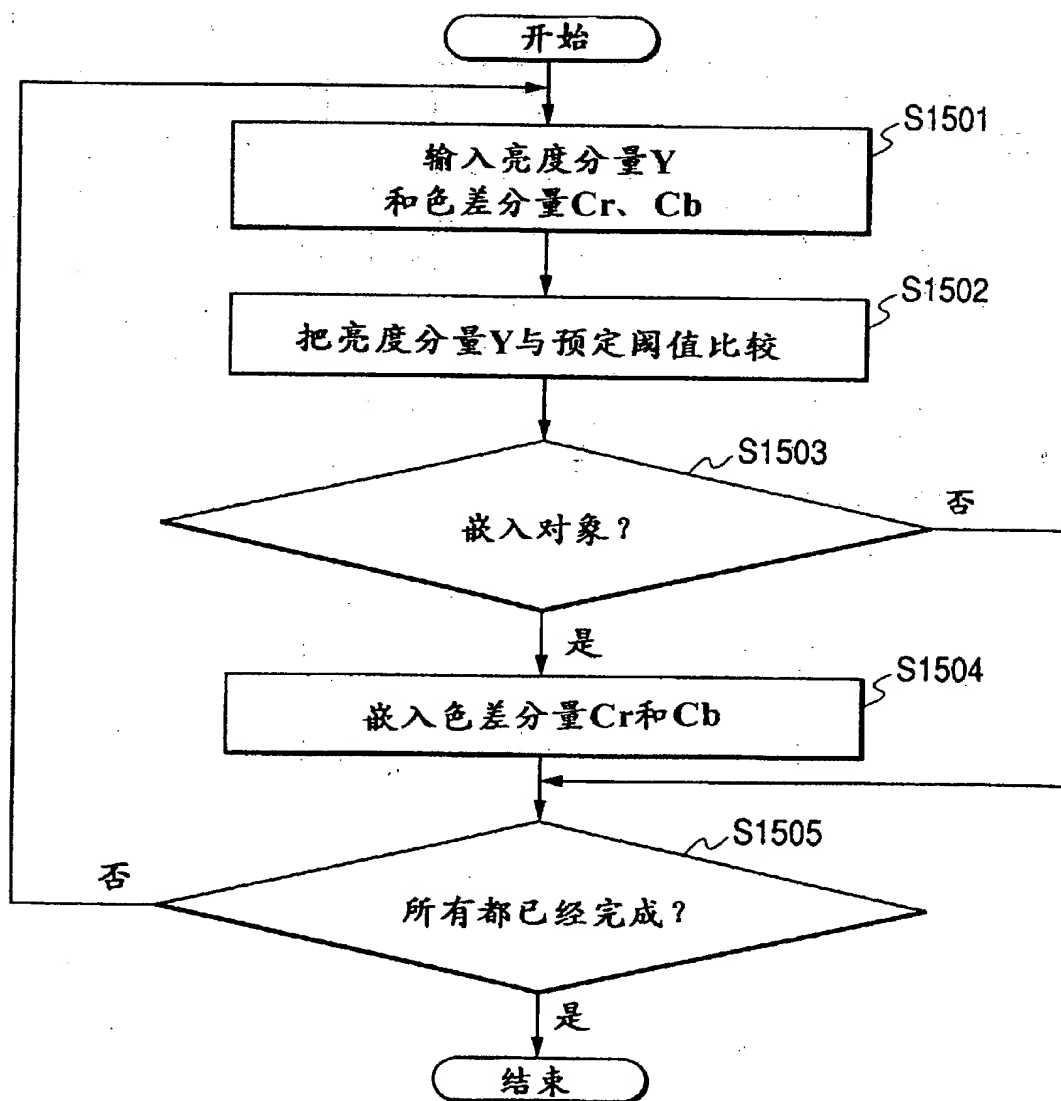 开始
S1501
输入亮度分量Y
和色差分量Cr、Cb
S1502
把亮度分量Y与预定阈值比较
S1503
否
嵌入对象？
是
S1504
嵌入色差分量Cr和Cb
S1505
否
所有都已经完成？
是
结束